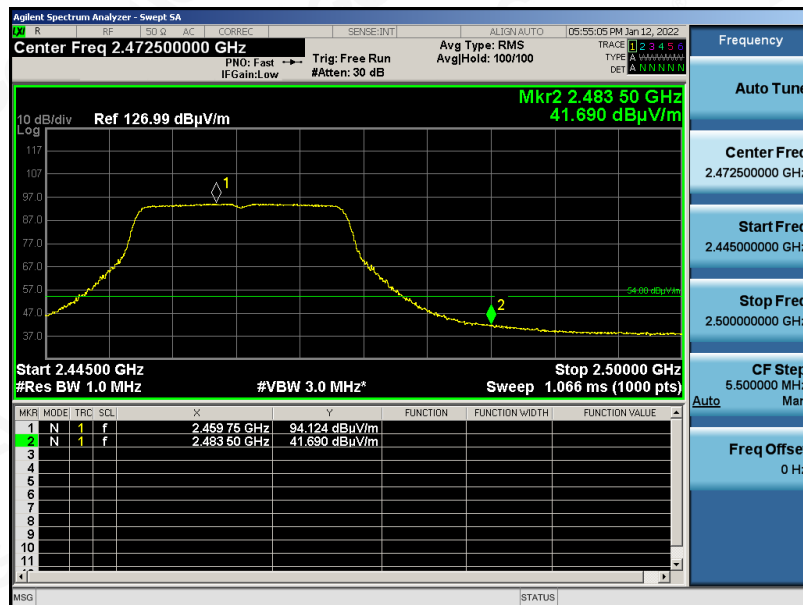 Agilent Spectrum Analyzer - Swept SA
LXI R RF 50 Ω AC CORREC SENSE:INT ALIGNAUTO 05:55:05 PM Jan 12, 2022
Center Freq 2.472500000 GHz
PNO: Fast
IFGain:Low
Trig: Free Run
#Atten: 30 dB
Avg Type: RMS
Avg|Hold: 100/100
TRACE 1 2 3 4 5 6
TYPE A
DET A N N N N N
Mkr2 2.483 50 GHz
41.690 dBµV/m
10 dB/div Ref 126.99 dBµV/m
Log
117
107
97.0
87.0
77.0
67.0
57.0
47.0
37.0
1
2
54.00 dBµV/m
Start 2.44500 GHz Stop 2.50000 GHz
#Res BW 1.0 MHz #VBW 3.0 MHz* Sweep 1.066 ms (1000 pts)
MKR MODE TRC SCL X Y FUNCTION FUNCTION WIDTH FUNCTION VALUE
1 N 1 f 2.459 75 GHz 94.124 dBµV/m
2 N 1 f 2.483 50 GHz 41.690 dBµV/m
3
4
5
6
7
8
9
10
11
MSG STATUS
Frequency
Auto Tune
Center Freq
2.472500000 GHz
Start Freq
2.445000000 GHz
Stop Freq
2.500000000 GHz
CF Step
5.500000 MHz
Auto Man
Freq Offset
0 Hz